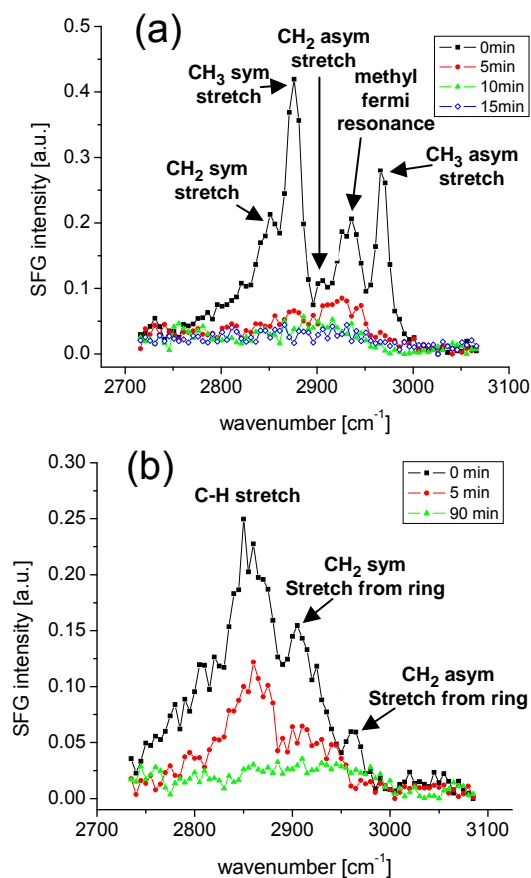 (a)
CH2 asym
stretch
CH3 sym
stretch
methyl
fermi
resonance
CH3 asym
stretch
CH2 sym
stretch
0min
5min
10min
15min
0.5
0.4
0.3
0.2
0.1
0.0
SFG intensity [a.u.]
2700 2800 2900 3000 3100
wavenumber [cm-1]
(b)
C-H stretch
CH2 sym
Stretch from ring
CH2 asym
Stretch from ring
0 min
5 min
90 min
0.30
0.25
0.20
0.15
0.10
0.05
0.00
SFG intensity [a.u.]
2700 2800 2900 3000 3100
wavenumber [cm-1]